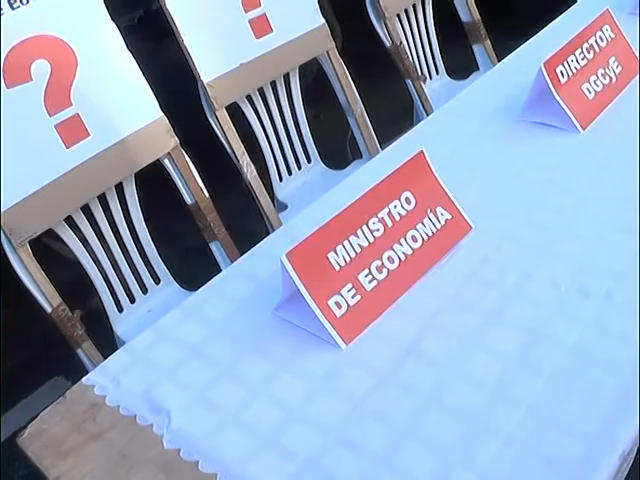 ?
?
DIRECTOR
DGCyE
MINISTRO
DE ECONOMÍA